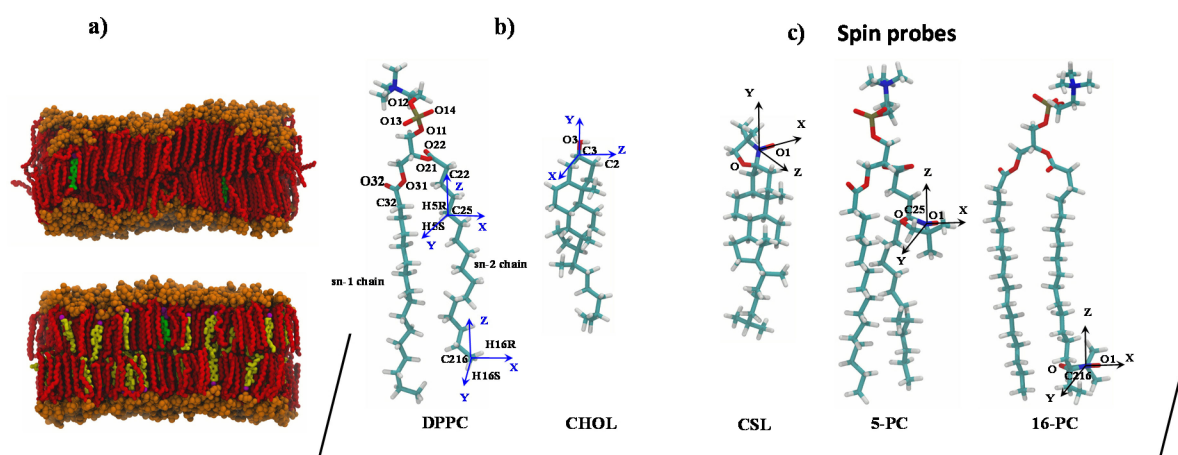 a)
b)
c) Spin probes
O12
O14
O13
O11
O22
O21
O32
O31
C22
C32
Z
H5R
C25
H5S
X
Y
sn-1 chain
sn-2 chain
Z
H16R
C216
X
H16S
Y
DPPC
Y
O3
C3
Z
C2
X
CHOL
Y
X
O1
O
Z
CSL
Z
C25
O
O1
X
Y
5-PC
Z
O1
X
O
C216
Y
16-PC